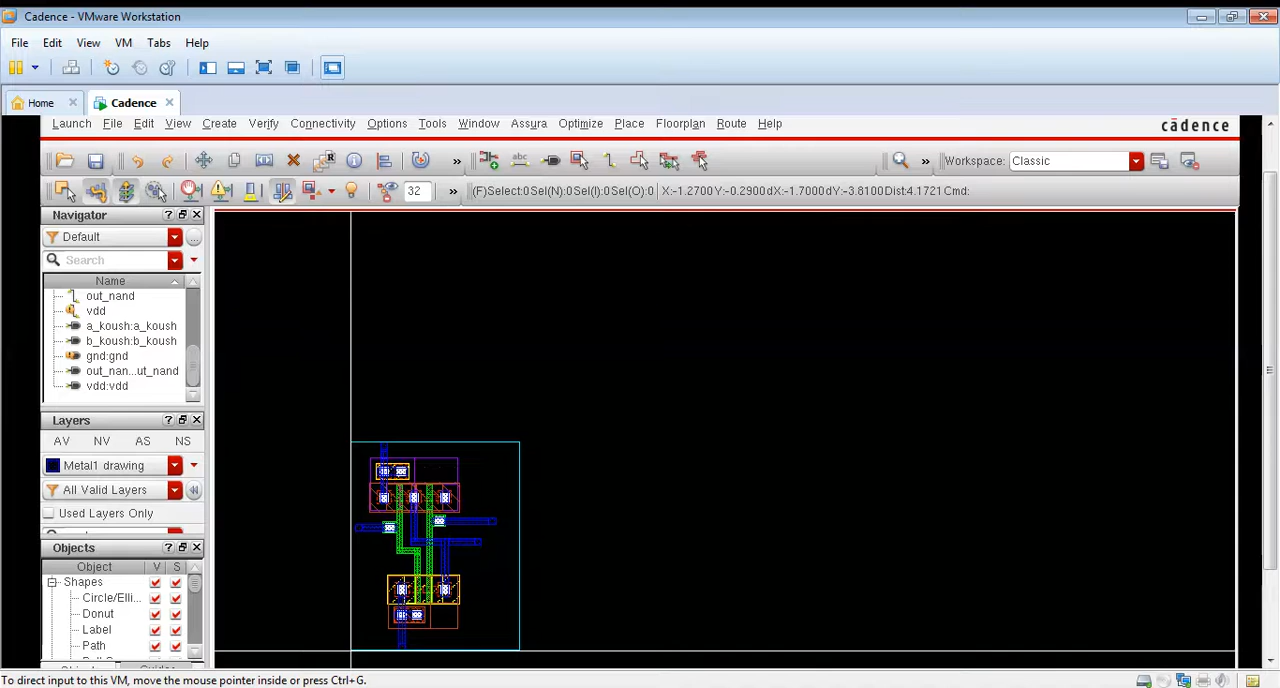 Cadence - VMware Workstation
File Edit View VM Tabs Help
Home Cadence
Launch File Edit View Create Verify Connectivity Options Tools Window Assura Optimize Place Floorplan Route Help
cādence
abc R » » Workspace: Classic
32 » (F)Select:0Sel(N):0Sel(I):0Sel(O):0 X:-1.2700Y:-0.2900dX:-1.7000dY:-3.8100Dist:4.1721 Cmd:
Navigator
Default
Search
Name
out_nand
vdd
a_koush:a_koush
b_koush:b_koush
gnd:gnd
out_nan...ut_nand
vdd:vdd
Layers
AV NV AS NS
Metal1 drawing
All Valid Layers
Used Layers Only
Objects
Object V S
Shapes
Circle/Elli...
Donut
Label
Path
To direct input to this VM, move the mouse pointer inside or press Ctrl+G.